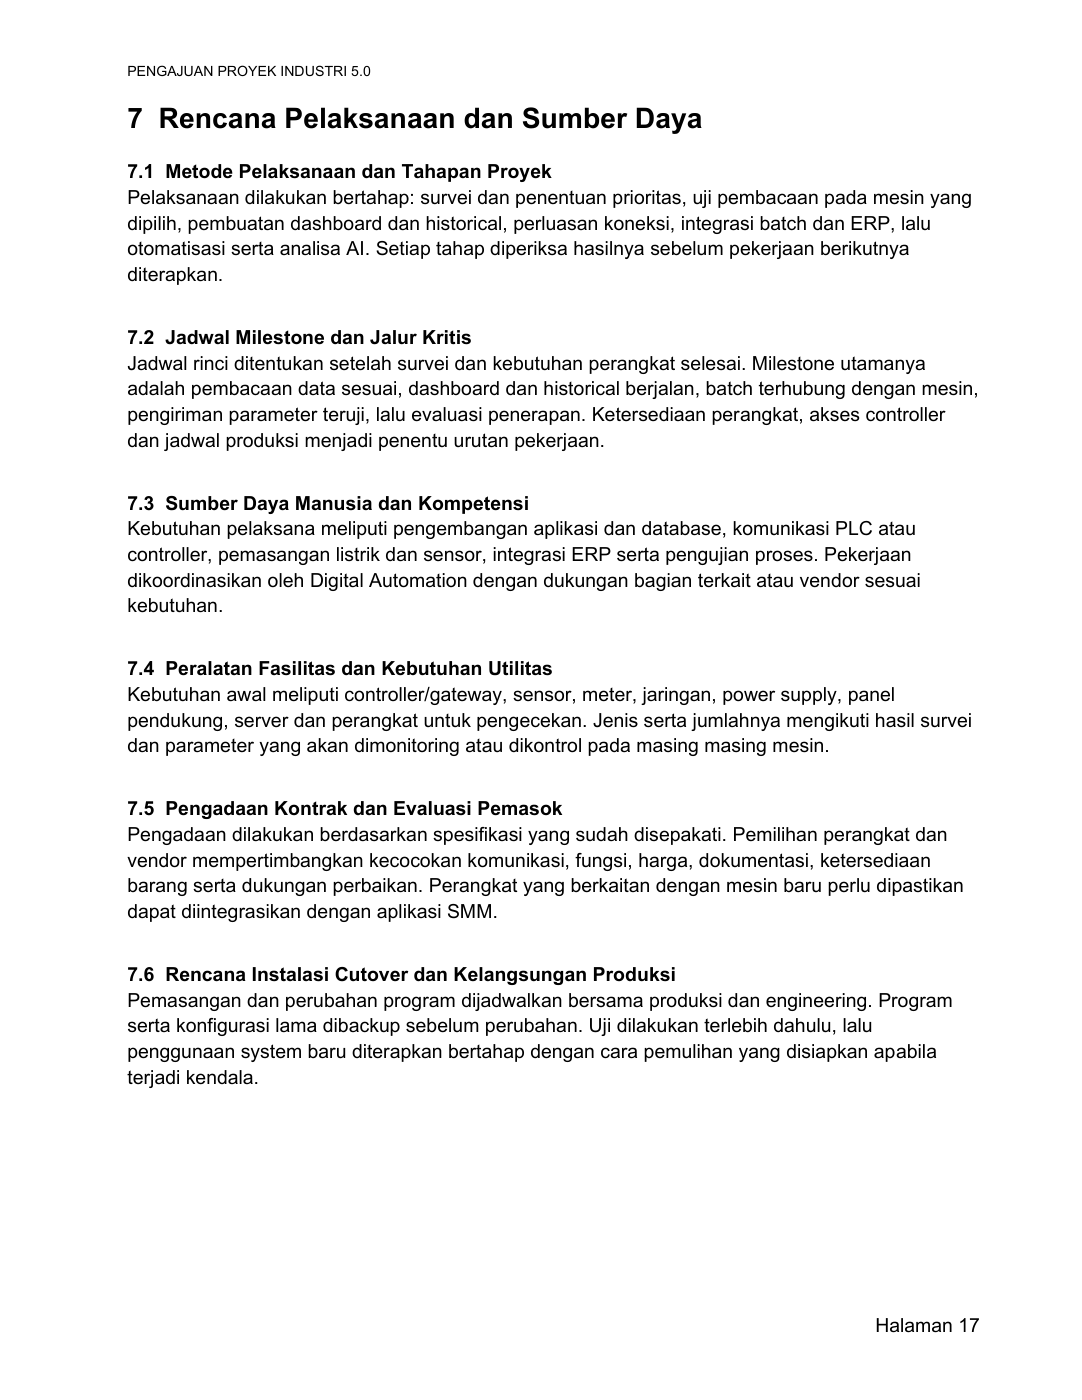 PENGAJUAN PROYEK INDUSTRI 5.0
7 Rencana Pelaksanaan dan Sumber Daya
7.1 Metode Pelaksanaan dan Tahapan Proyek
Pelaksanaan dilakukan bertahap: survei dan penentuan prioritas, uji pembacaan pada mesin yang
dipilih, pembuatan dashboard dan historical, perluasan koneksi, integrasi batch dan ERP, lalu
otomatisasi serta analisa AI. Setiap tahap diperiksa hasilnya sebelum pekerjaan berikutnya
diterapkan.
7.2 Jadwal Milestone dan Jalur Kritis
Jadwal rinci ditentukan setelah survei dan kebutuhan perangkat selesai. Milestone utamanya
adalah pembacaan data sesuai, dashboard dan historical berjalan, batch terhubung dengan mesin,
pengiriman parameter teruji, lalu evaluasi penerapan. Ketersediaan perangkat, akses controller
dan jadwal produksi menjadi penentu urutan pekerjaan.
7.3 Sumber Daya Manusia dan Kompetensi
Kebutuhan pelaksana meliputi pengembangan aplikasi dan database, komunikasi PLC atau
controller, pemasangan listrik dan sensor, integrasi ERP serta pengujian proses. Pekerjaan
dikoordinasikan oleh Digital Automation dengan dukungan bagian terkait atau vendor sesuai
kebutuhan.
7.4 Peralatan Fasilitas dan Kebutuhan Utilitas
Kebutuhan awal meliputi controller/gateway, sensor, meter, jaringan, power supply, panel
pendukung, server dan perangkat untuk pengecekan. Jenis serta jumlahnya mengikuti hasil survei
dan parameter yang akan dimonitoring atau dikontrol pada masing masing mesin.
7.5 Pengadaan Kontrak dan Evaluasi Pemasok
Pengadaan dilakukan berdasarkan spesifikasi yang sudah disepakati. Pemilihan perangkat dan
vendor mempertimbangkan kecocokan komunikasi, fungsi, harga, dokumentasi, ketersediaan
barang serta dukungan perbaikan. Perangkat yang berkaitan dengan mesin baru perlu dipastikan
dapat diintegrasikan dengan aplikasi SMM.
7.6 Rencana Instalasi Cutover dan Kelangsungan Produksi
Pemasangan dan perubahan program dijadwalkan bersama produksi dan engineering. Program
serta konfigurasi lama dibackup sebelum perubahan. Uji dilakukan terlebih dahulu, lalu
penggunaan system baru diterapkan bertahap dengan cara pemulihan yang disiapkan apabila
terjadi kendala.
Halaman 17